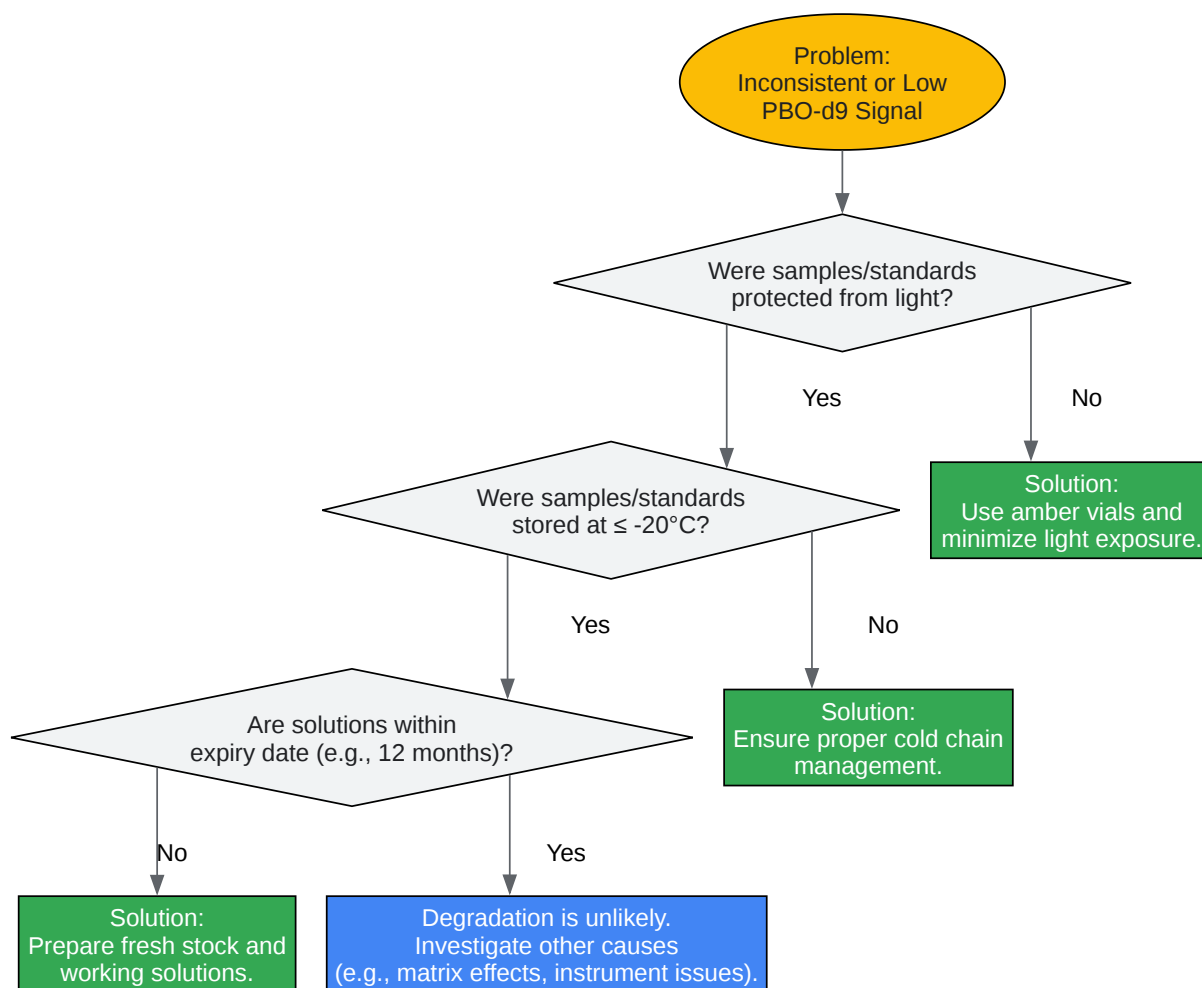 Problem:
Inconsistent or Low
PBO-d9 Signal
Were samples/standards
protected from light?
Yes
No
Were samples/standards
stored at ≤ -20°C?
Solution:
Use amber vials and
minimize light exposure.
Yes
No
Are solutions within
expiry date (e.g., 12 months)?
Solution:
Ensure proper cold chain
management.
No
Yes
Solution:
Prepare fresh stock and
working solutions.
Degradation is unlikely.
Investigate other causes
(e.g., matrix effects, instrument issues).